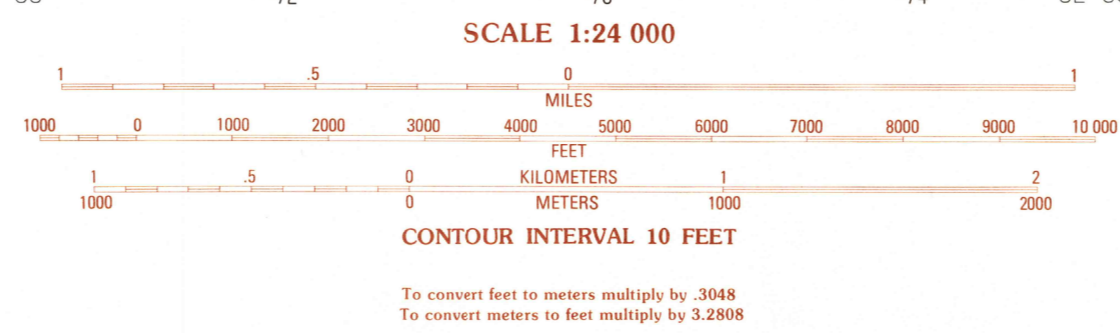 SCALE 1:24 000
1 .5 0 1
MILES
1000 0 1000 2000 3000 4000 5000 6000 7000 8000 9000 10 000
FEET
1 .5 0 KILOMETERS 1 2
1000 0 METERS 1000 2000
CONTOUR INTERVAL 10 FEET
To convert feet to meters multiply by .3048
To convert meters to feet multiply by 3.2808